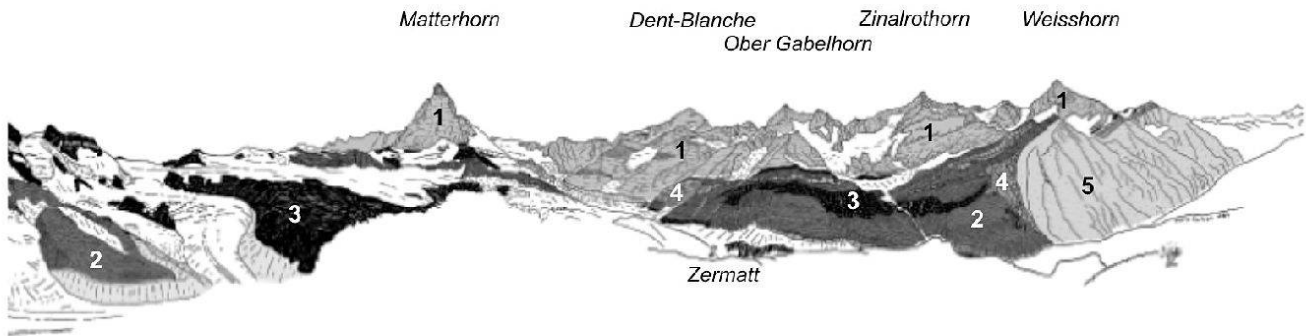 Matterhorn Dent-Blanche Zinalrothorn Weisshorn
Ober Gabelhorn
1 1 1 1
4 4 5
3 3 2
2
Zermatt